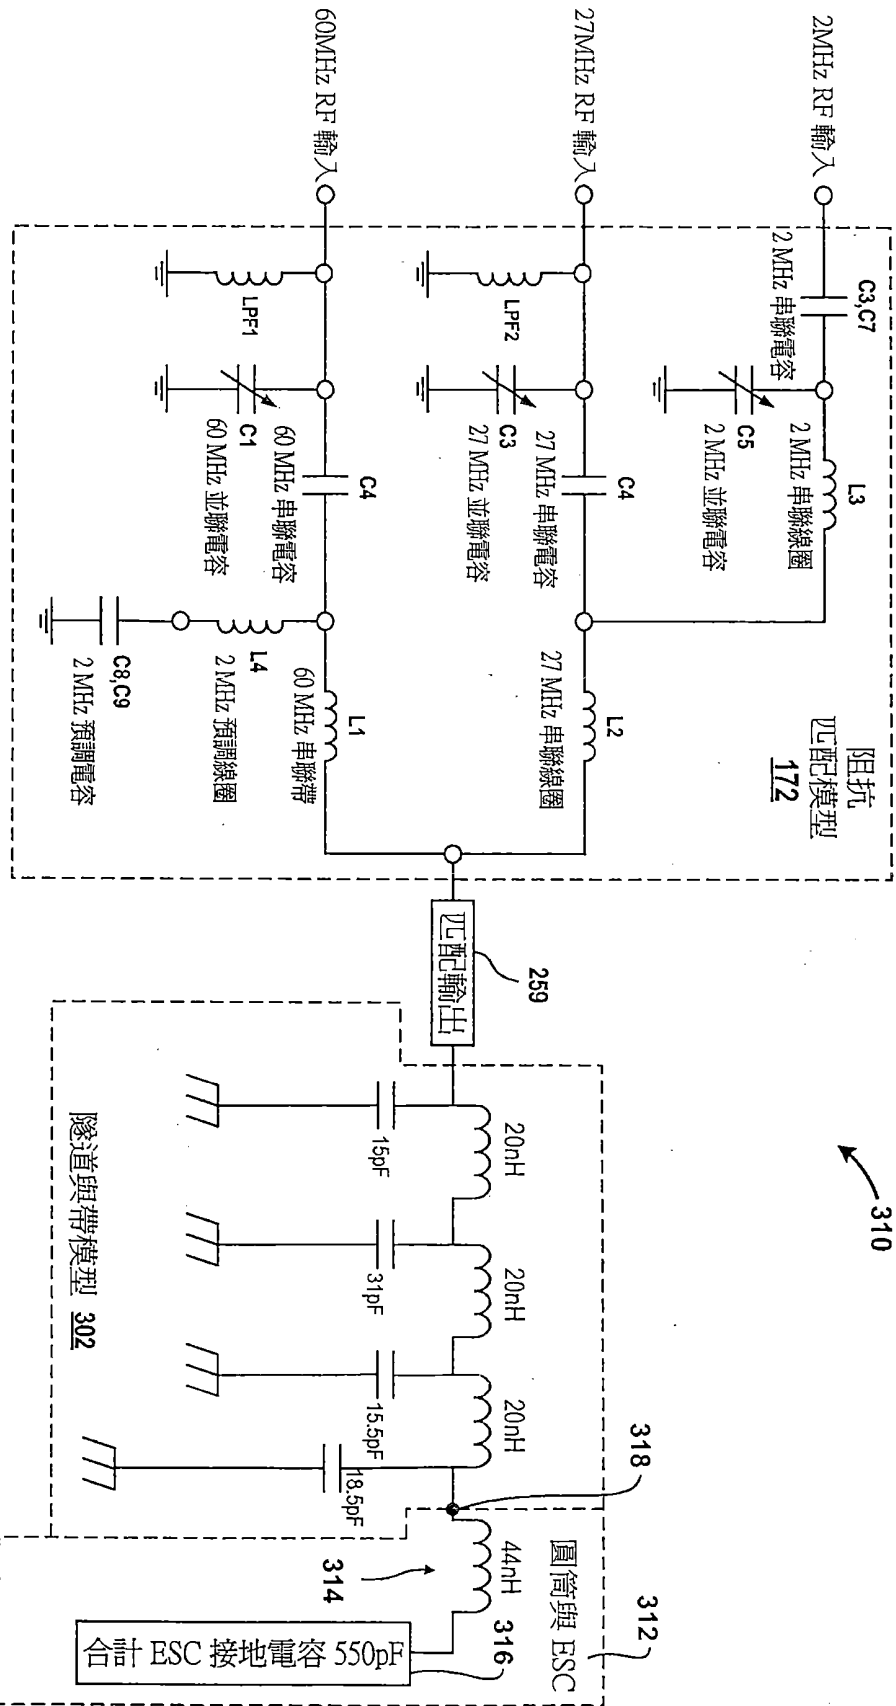 310
阻抗
匹配模型
172
2MHz RF 輸入
C3,C7
2 MHz 串聯電容
C5
2 MHz 並聯電容
L3
2 MHz 串聯線圈
27MHz RF 輸入
LPF2
C3
27 MHz 並聯電容
C4
27 MHz 串聯電容
L2
27 MHz 串聯線圈
60MHz RF 輸入
LPF1
C1
60 MHz 並聯電容
C4
60 MHz 串聯電容
L1
60 MHz 串聯帶
L4
2 MHz 預調線圈
C8,C9
2 MHz 預調電容
匹配輸出
259
20nH
20nH
20nH
15pF
31pF
15.5pF
18.5pF
隧道與帶模型 302
318
圓筒與 ESC
312
44nH
314
合計 ESC 接地電容 550pF
316